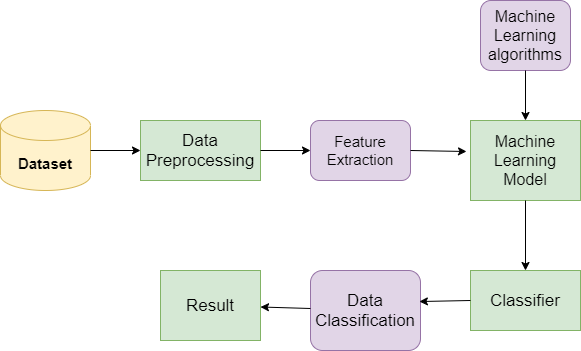 Machine
Learning
algorithms
Dataset
Data
Preprocessing
Feature
Extraction
Machine
Learning
Model
Result
Data
Classification
Classifier